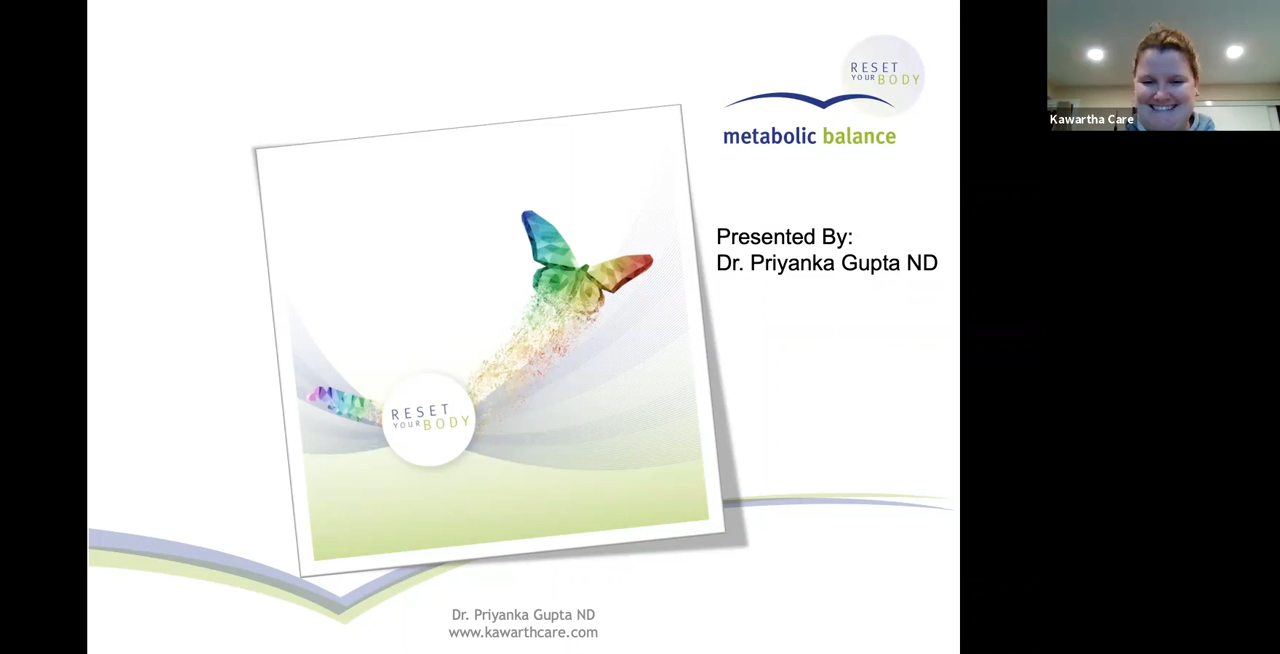 RESET
YOUR BODY
metabolic balance
Kawartha Care
Presented By:
Dr. Priyanka Gupta ND
RESET
YOUR BODY
Dr. Priyanka Gupta ND
www.kawarthcare.com